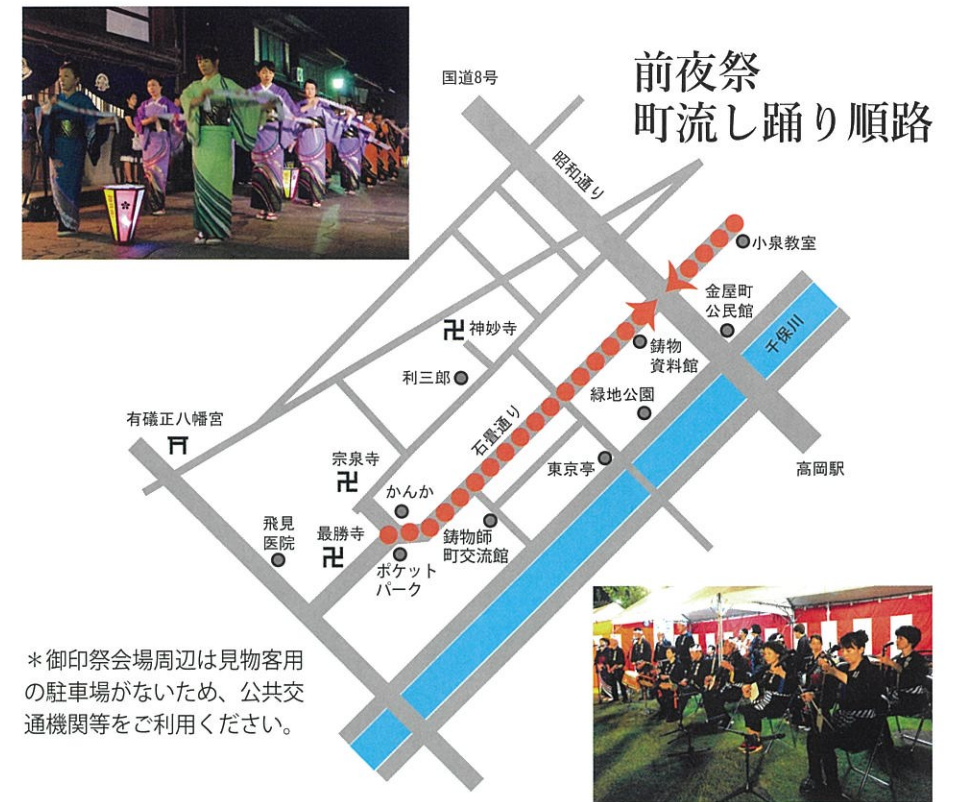 前夜祭
町流し踊り順路
国道8号
昭和通り
小泉教室
金屋町
公民館
千保川
神妙寺
鋳物
資料館
利三郎
緑地公園
石畳通り
有礒正八幡宮
高岡駅
宗泉寺
東京亭
かんか
飛見
医院
最勝寺
鋳物師
町交流館
ポケット
パーク
＊御印祭会場周辺は見物客用
の駐車場がないため、公共交
通機関等をご利用ください。